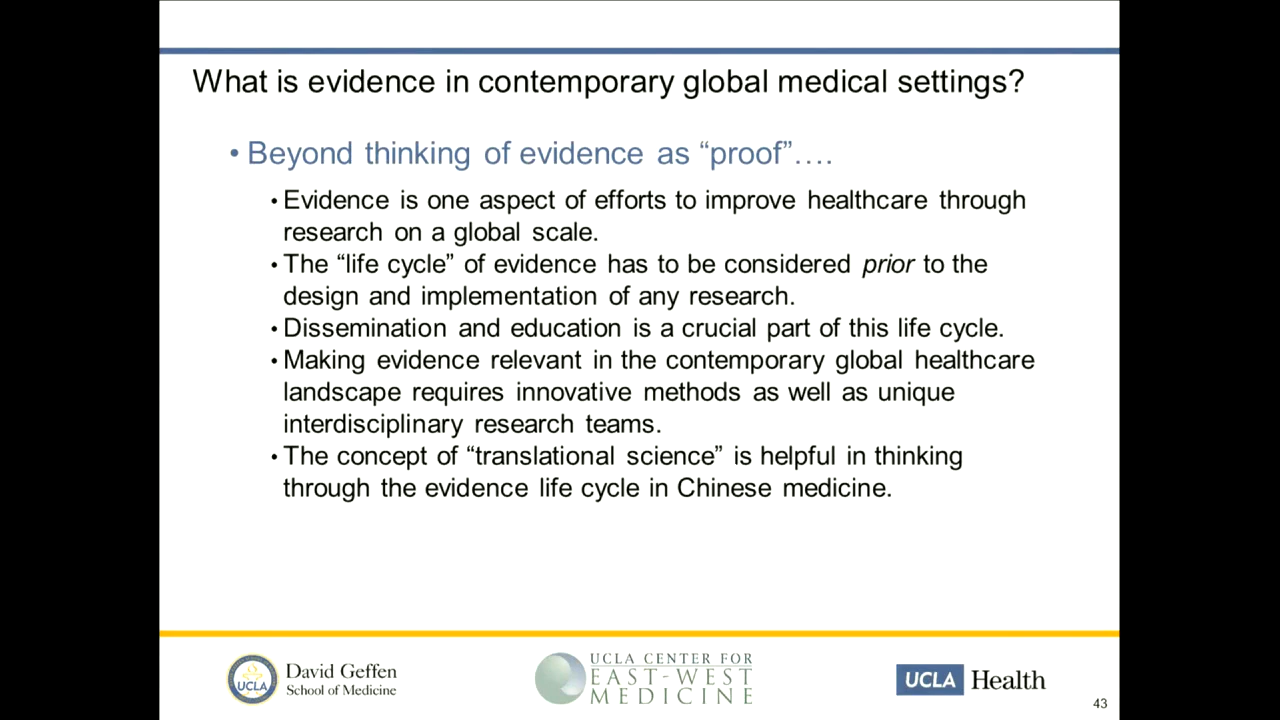 What is evidence in contemporary global medical settings?
• Beyond thinking of evidence as “proof”….
• Evidence is one aspect of efforts to improve healthcare through
research on a global scale.
• The “life cycle” of evidence has to be considered prior to the
design and implementation of any research.
• Dissemination and education is a crucial part of this life cycle.
• Making evidence relevant in the contemporary global healthcare
landscape requires innovative methods as well as unique
interdisciplinary research teams.
• The concept of “translational science” is helpful in thinking
through the evidence life cycle in Chinese medicine.
UCLA
David Geffen
School of Medicine
UCLA CENTER FOR
EAST-WEST
MEDICINE
UCLA Health
43